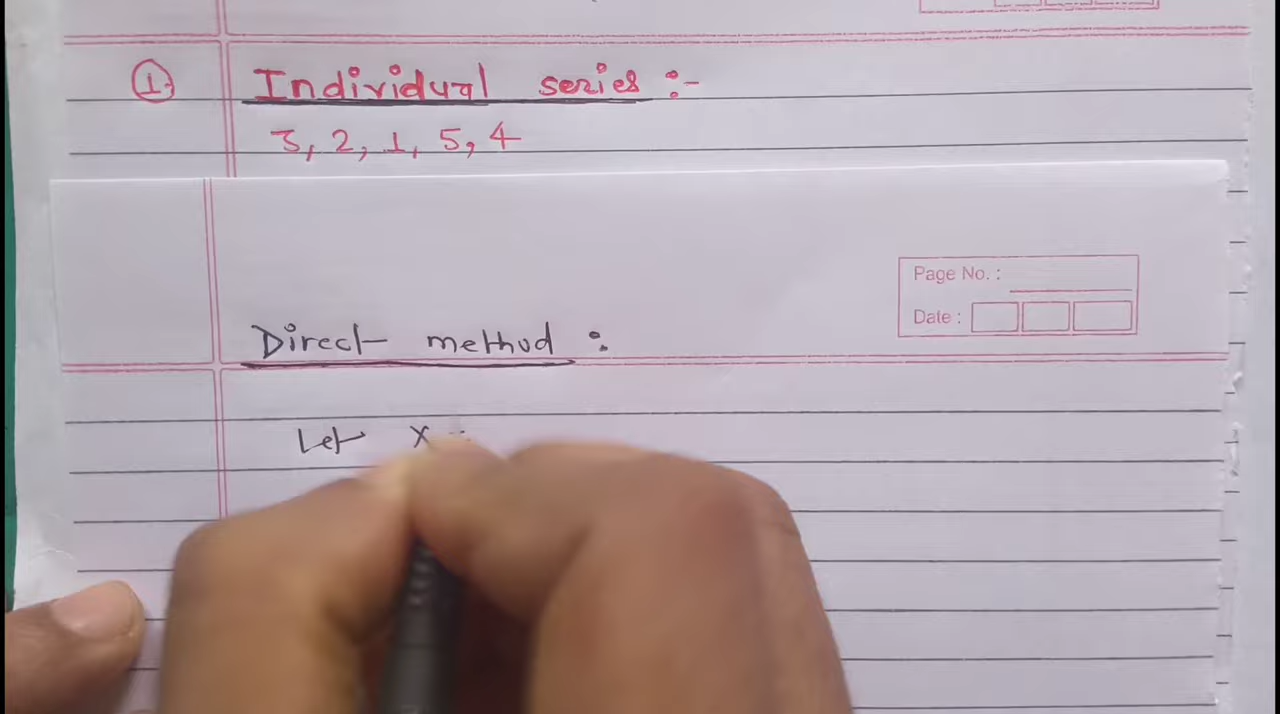 1. Individual series :-
3, 2, 1, 5, 4
Page No. :
Date :
Direct method :
Let x =